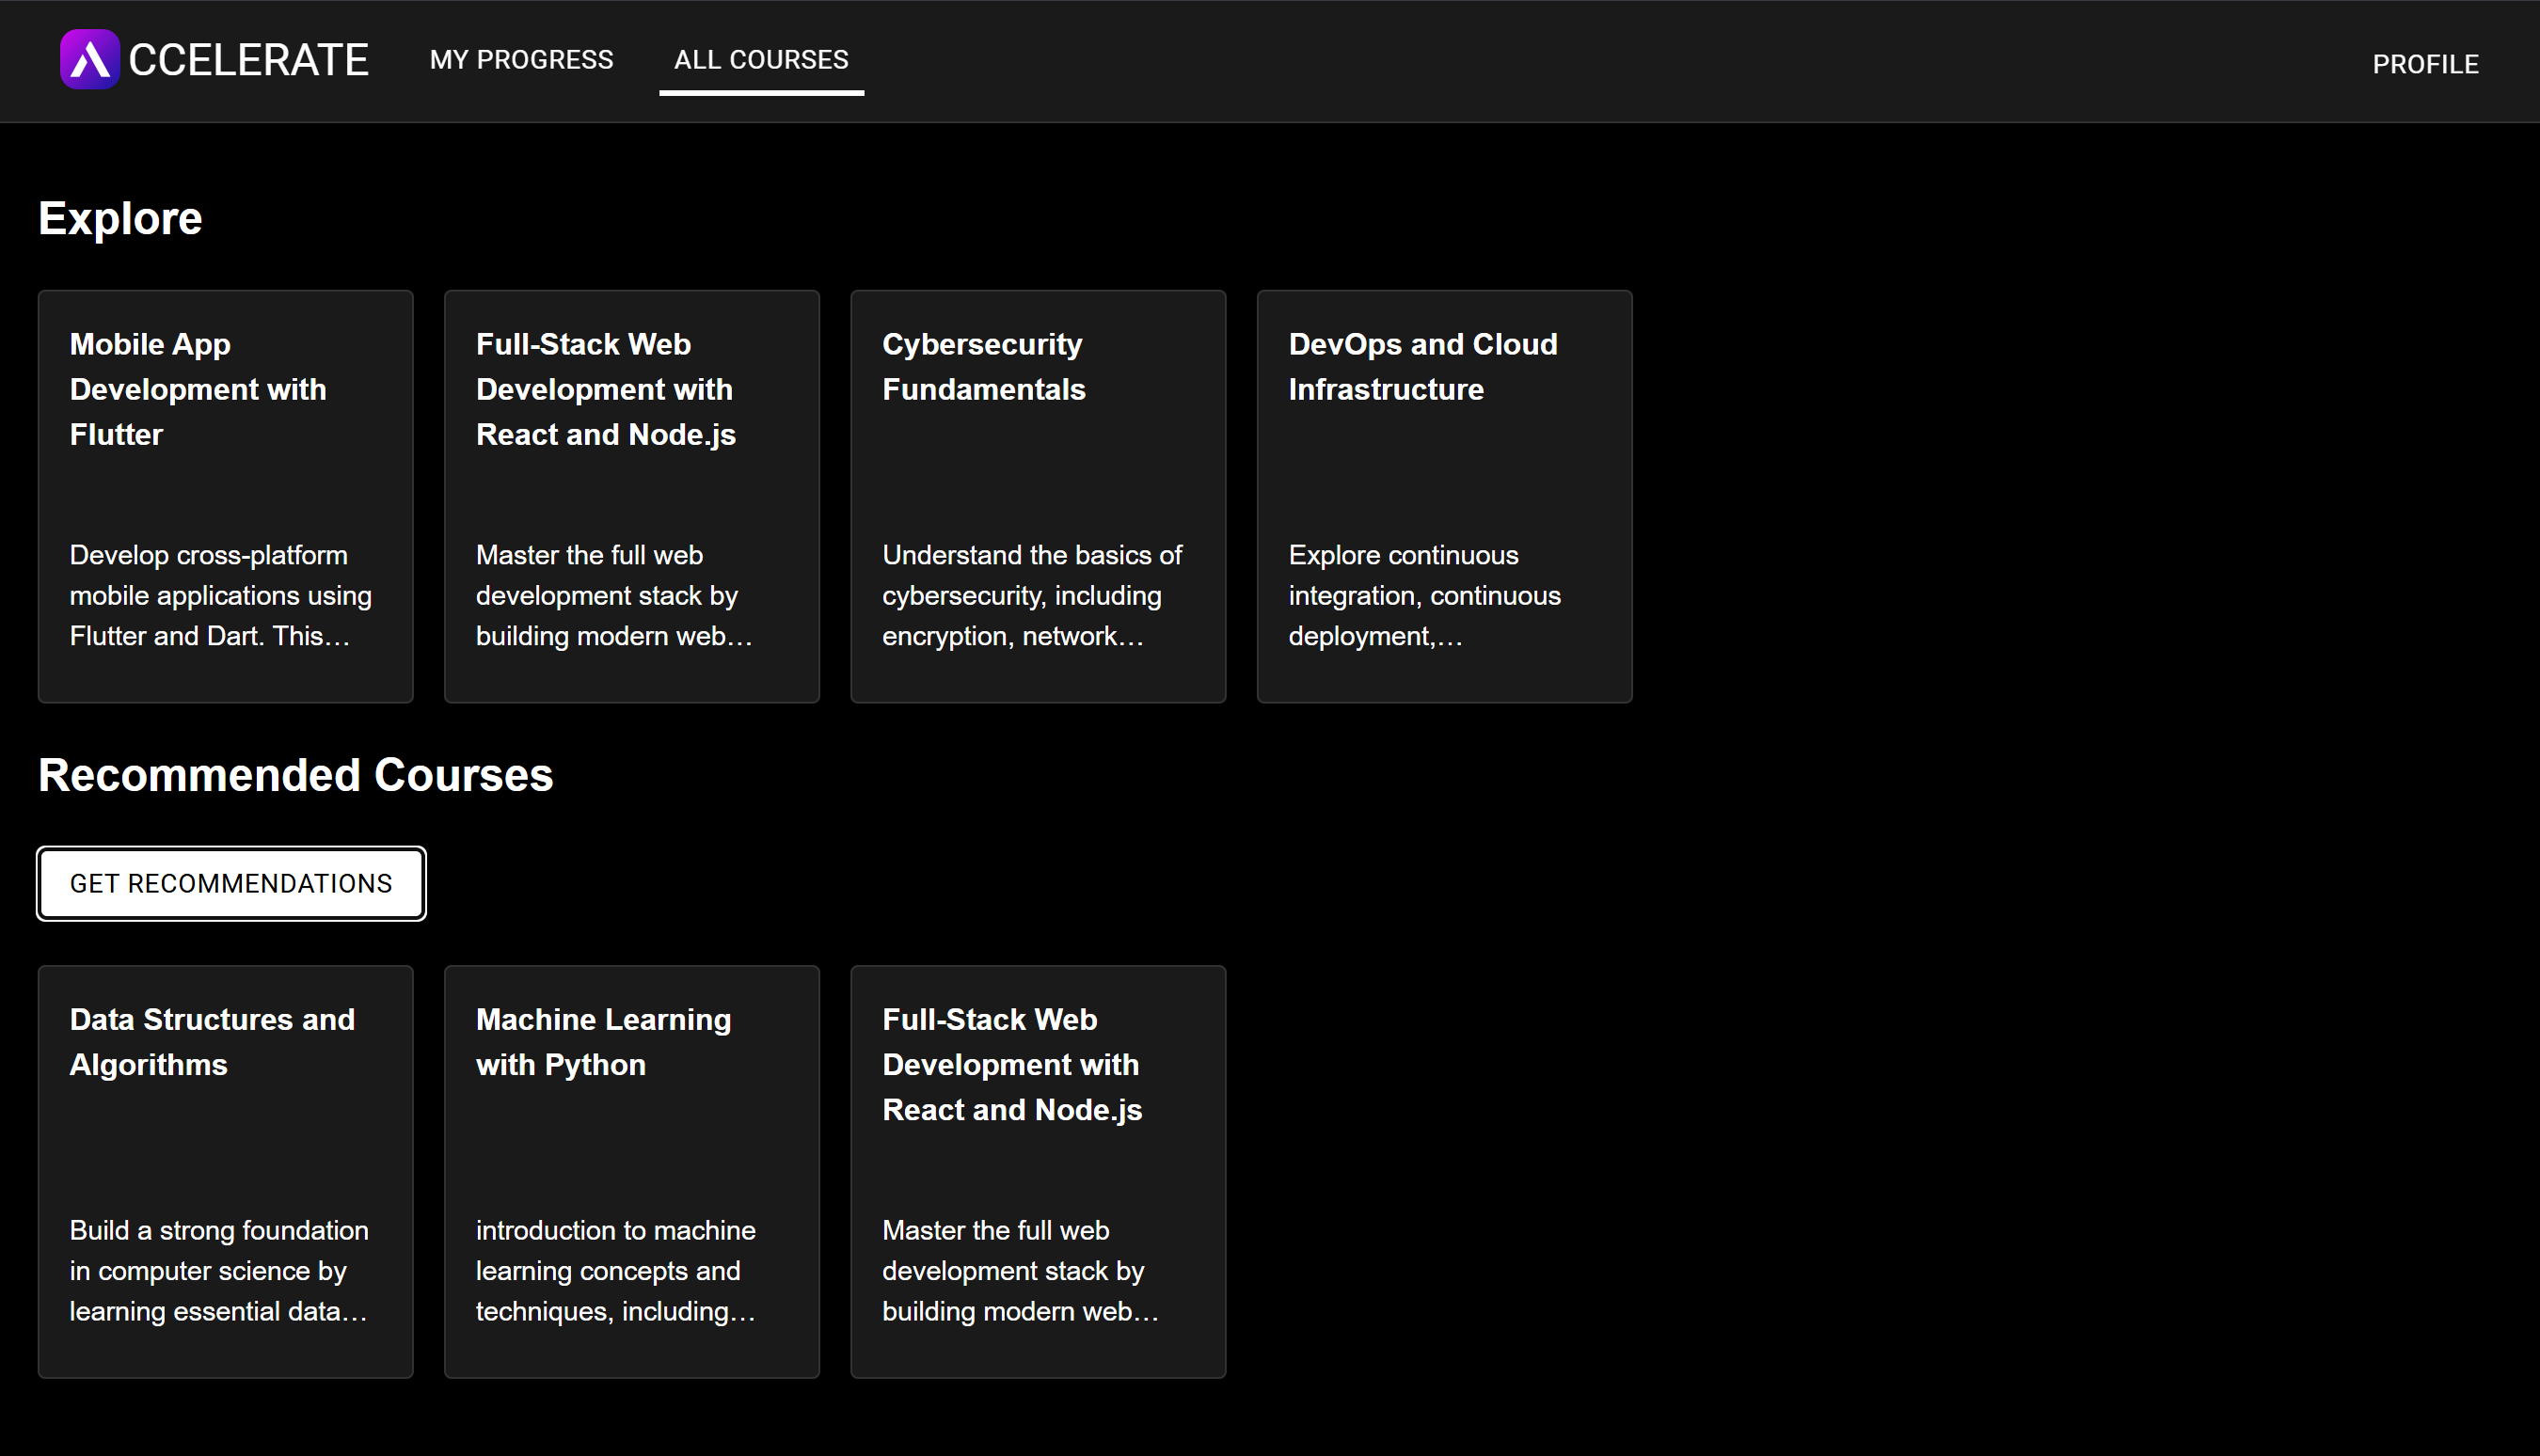 CCELERATE MY PROGRESS ALL COURSES PROFILE
Explore
Mobile App
Development with
Flutter
Develop cross-platform
mobile applications using
Flutter and Dart. This…
Full-Stack Web
Development with
React and Node.js
Master the full web
development stack by
building modern web…
Cybersecurity
Fundamentals
Understand the basics of
cybersecurity, including
encryption, network…
DevOps and Cloud
Infrastructure
Explore continuous
integration, continuous
deployment,…
Recommended Courses
GET RECOMMENDATIONS
Data Structures and
Algorithms
Build a strong foundation
in computer science by
learning essential data…
Machine Learning
with Python
introduction to machine
learning concepts and
techniques, including…
Full-Stack Web
Development with
React and Node.js
Master the full web
development stack by
building modern web…